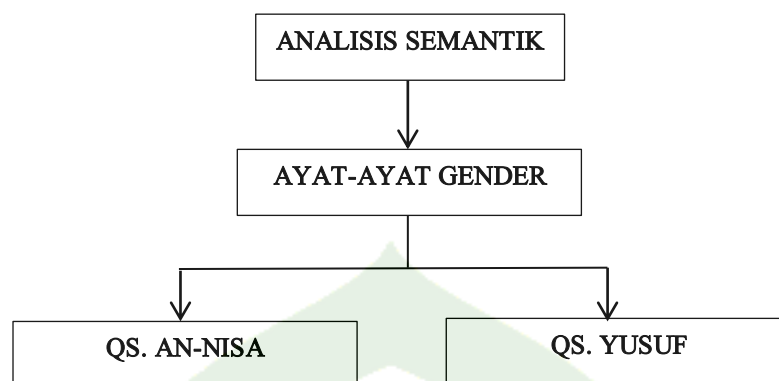 ANALISIS SEMANTIK
AYAT-AYAT GENDER
QS. AN-NISA
QS. YUSUF